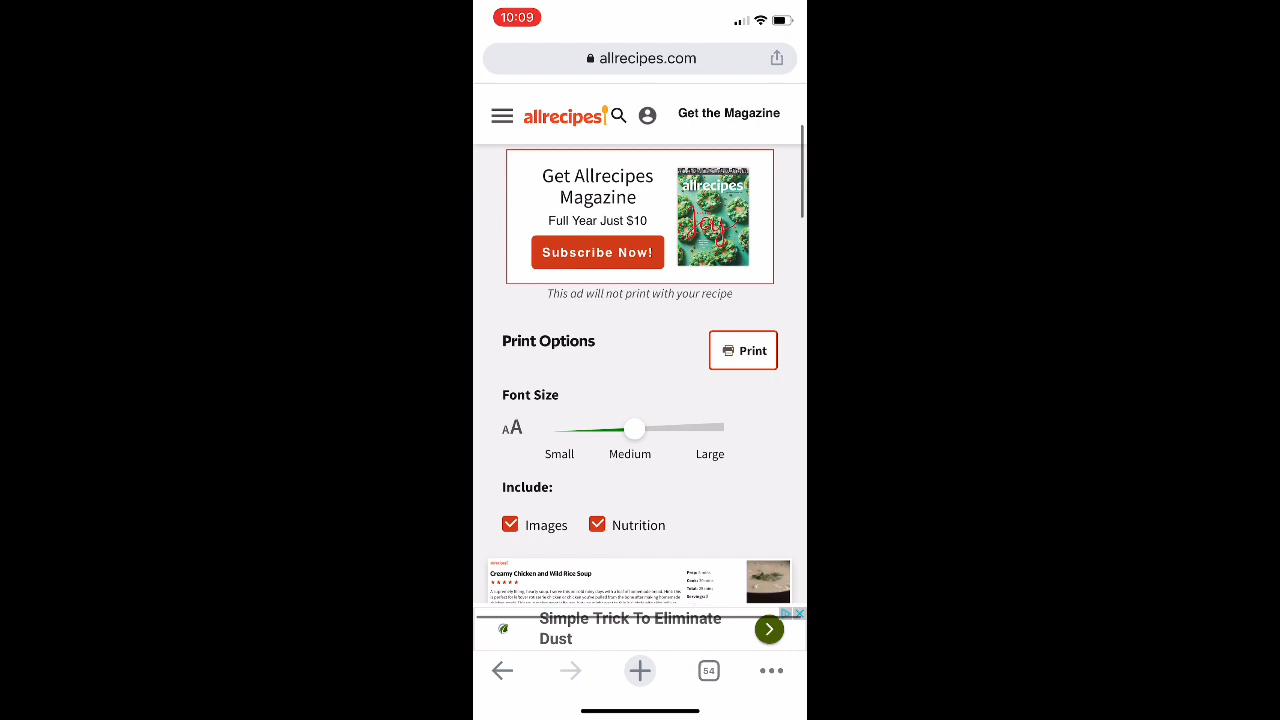 10:09
allrecipes.com
allrecipes
Get the Magazine
Get Allrecipes
Magazine
Full Year Just $10
Subscribe Now!
allrecipes
Joy
This ad will not print with your recipe
Print Options
Print
Font Size
AA
Small Medium Large
Include:
Images Nutrition
allrecipes
Creamy Chicken and Wild Rice Soup
Simple Trick To Eliminate
Dust
54